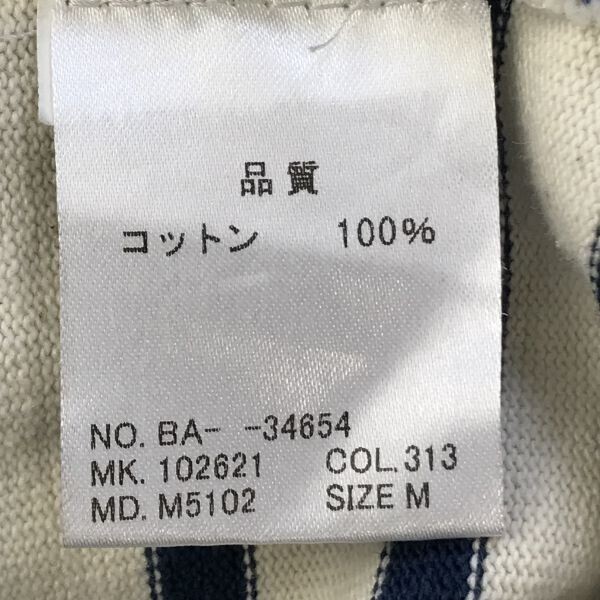 品質
コットン 100%
NO. BA- -34654
MK. 102621 COL. 313
MD. M5102 SIZE M